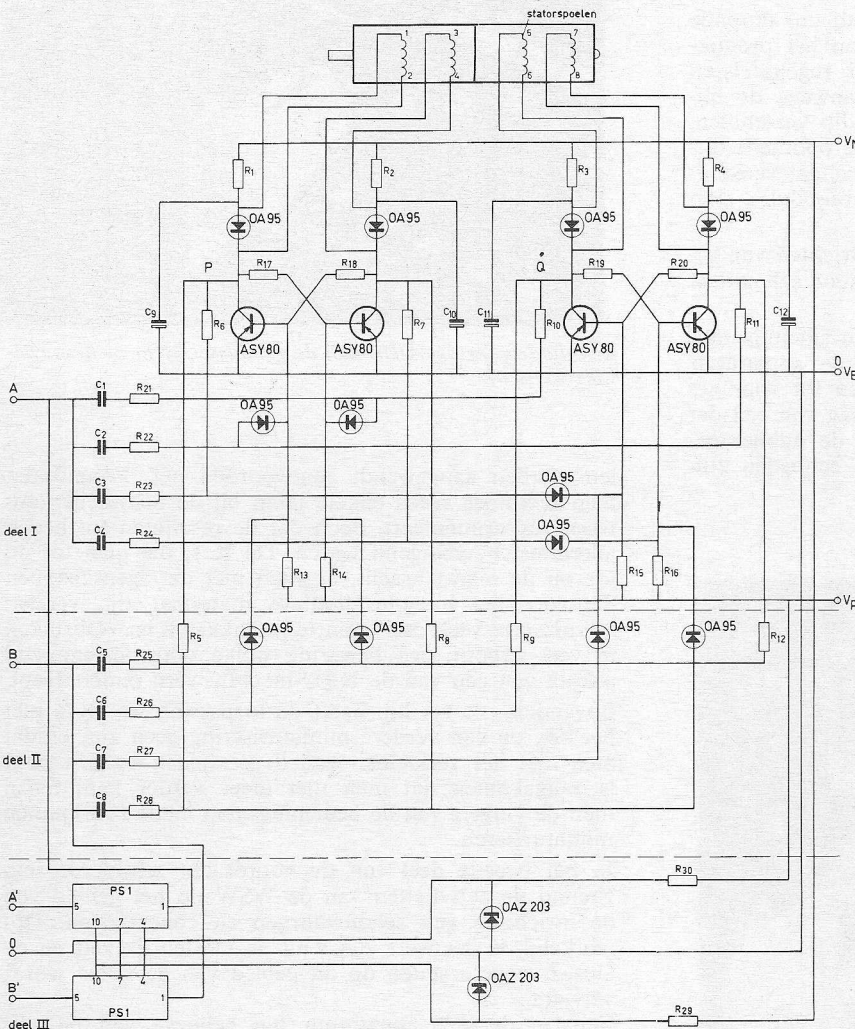 statorspoelen
1 3 5 7
2 4 6 8
R1 R2 R3 R4
OA95 OA95 OA95 OA95
P R17 R18 Q R19 R20
C9 R6 C10 R7 C11 R10 C12 R11
ASY80 ASY80 ASY80 ASY80
0
VE
A C1 R21
OA95 OA95
C2 R22
C3 R23 OA95
deel I C4 R24 OA95
R13 R14 R15 R16
OA95 OA95 OA95 OA95
R5 R8 R9 R12
B C5 R25
C6 R26
C7 R27
deel II
C8 R28
R30
A' 5 PS1 1
10 7 4
OAZ 203
0
10 7 4
B' 5 PS1 1
OAZ 203
deel III
R29